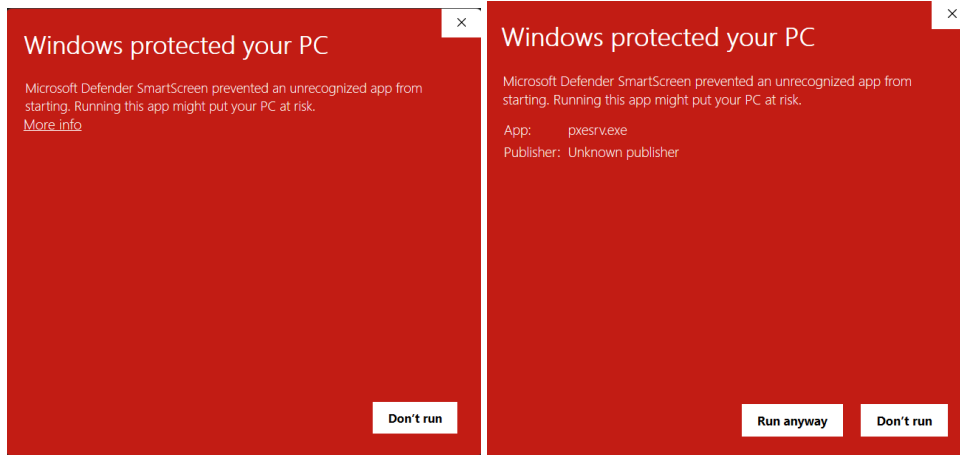 Windows protected your PC
Microsoft Defender SmartScreen prevented an unrecognized app from
starting. Running this app might put your PC at risk.
More info
Don't run
Windows protected your PC
Microsoft Defender SmartScreen prevented an unrecognized app from
starting. Running this app might put your PC at risk.
App: pxesrv.exe
Publisher: Unknown publisher
Run anyway Don't run